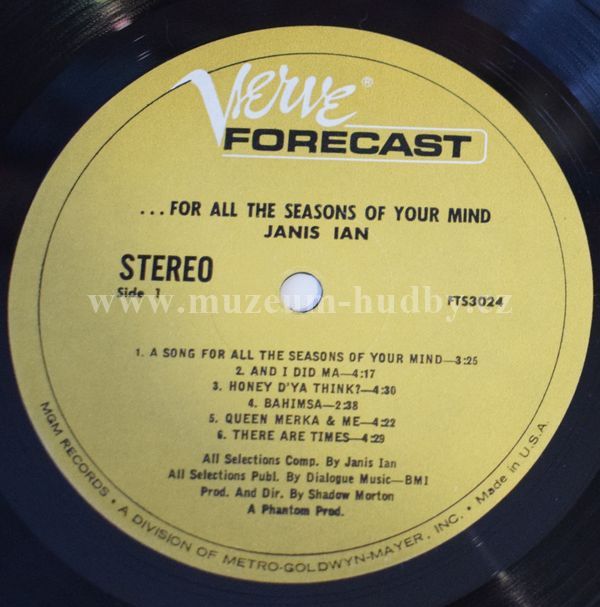 Verve ®
FORECAST
...FOR ALL THE SEASONS OF YOUR MIND
JANIS IAN
STEREO
Side 1
FTS3024
www.muzeum-hudby.cz
1. A SONG FOR ALL THE SEASONS OF YOUR MIND—3:25
2. AND I DID MA—4:17
3. HONEY D'YA THINK?—4:30
4. BAHIMSA—2:38
5. QUEEN MERKA & ME—4:22
6. THERE ARE TIMES—4:29
All Selections Comp. By Janis Ian
All Selections Publ. By Dialogue Music—BMI
Prod. And Dir. By Shadow Morton
A Phantom Prod.
MGM RECORDS • A DIVISION OF METRO-GOLDWYN-MAYER, INC. • Made in U.S.A.